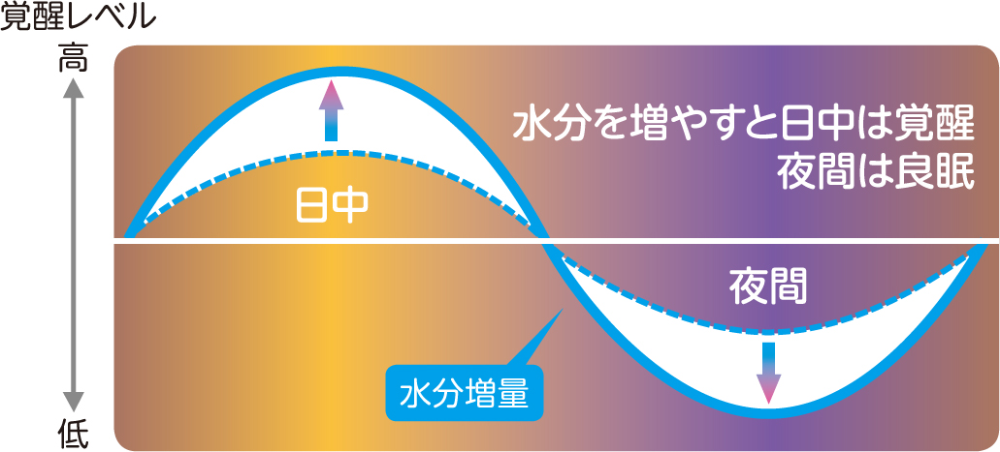 覚醒レベル
高
水分を増やすと日中は覚醒
夜間は良眠
日中
夜間
水分増量
低